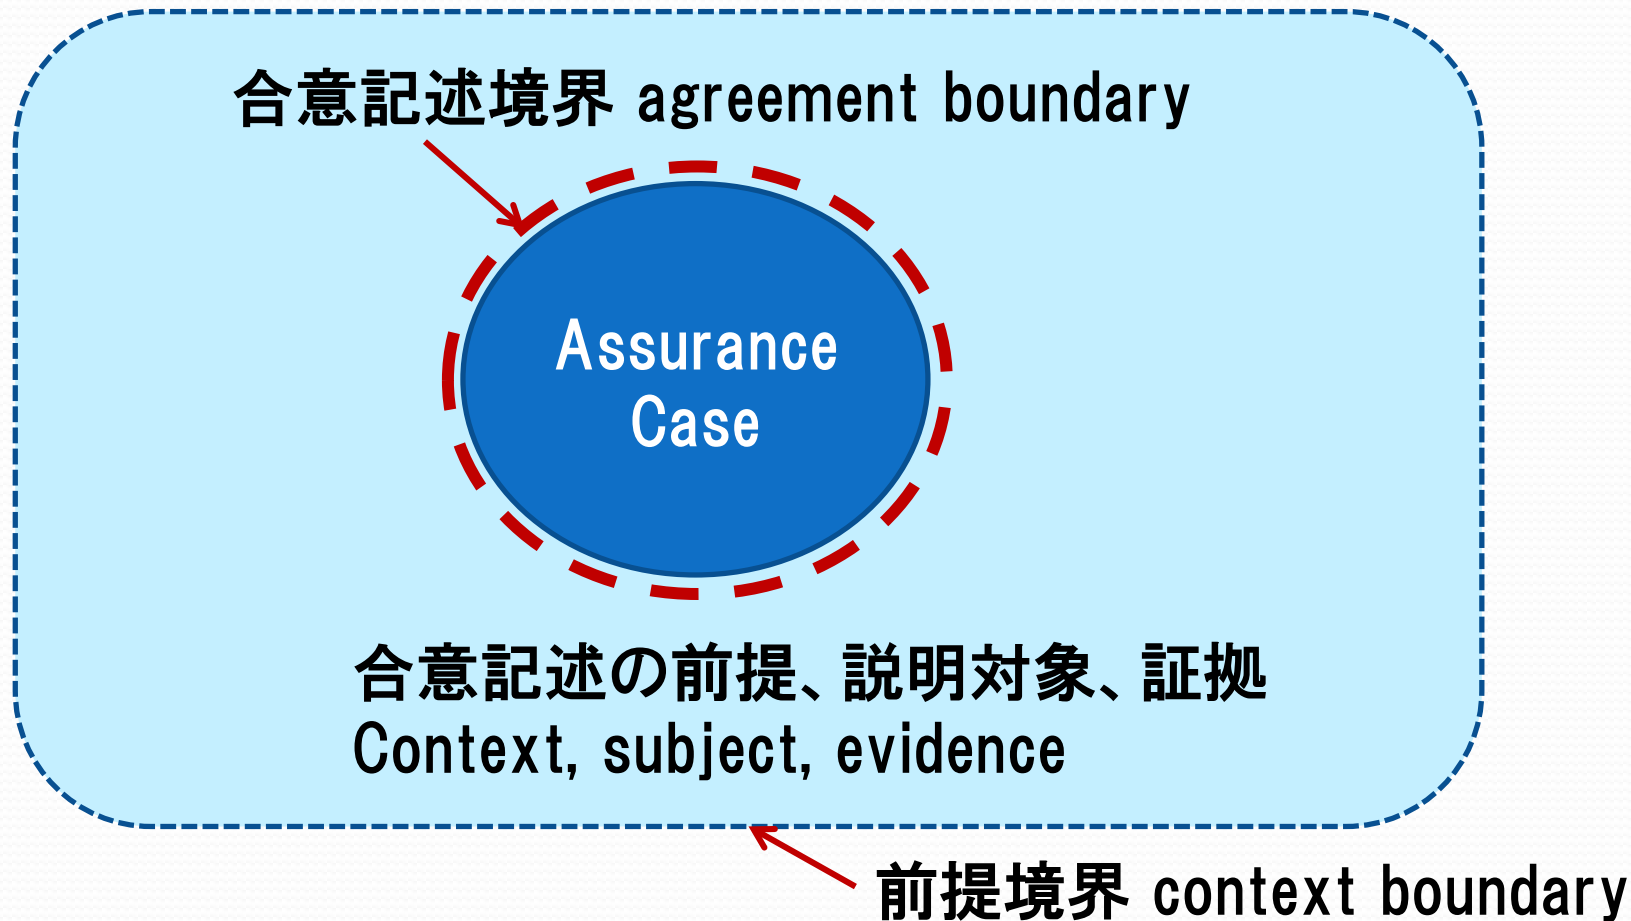 合意記述境界 agreement boundary
Assurance
Case
合意記述の前提、説明対象、証拠
Context, subject, evidence
前提境界 context boundary